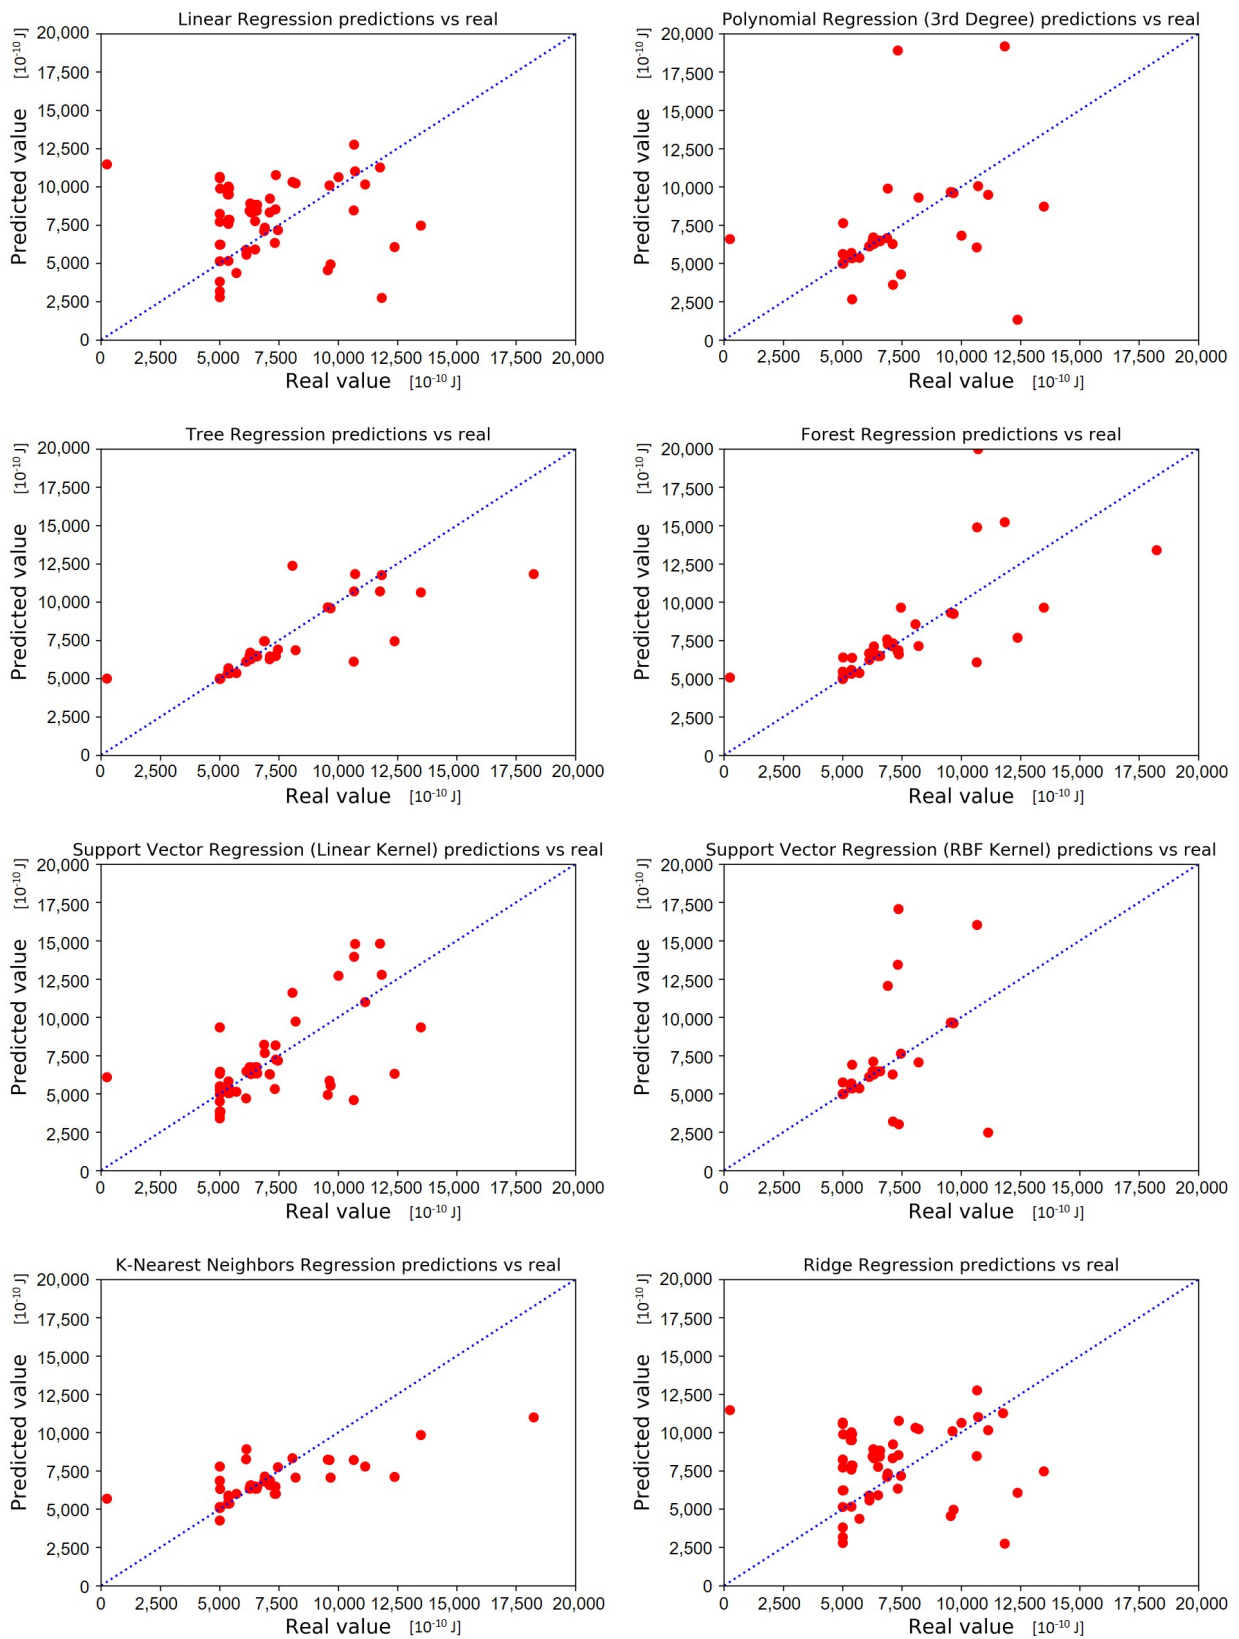 Linear Regression predictions vs real
20,000
17,500
15,000
12,500
10,000
7,500
5,000
2,500
0
Predicted value [10⁻¹⁰ J]
0 2,500 5,000 7,500 10,000 12,500 15,000 17,500 20,000
Real value [10⁻¹⁰ J]
Polynomial Regression (3rd Degree) predictions vs real
20,000
17,500
15,000
12,500
10,000
7,500
5,000
2,500
0
Predicted value [10⁻¹⁰ J]
0 2,500 5,000 7,500 10,000 12,500 15,000 17,500 20,000
Real value [10⁻¹⁰ J]
Tree Regression predictions vs real
20,000
17,500
15,000
12,500
10,000
7,500
5,000
2,500
0
Predicted value [10⁻¹⁰ J]
0 2,500 5,000 7,500 10,000 12,500 15,000 17,500 20,000
Real value [10⁻¹⁰ J]
Forest Regression predictions vs real
20,000
17,500
15,000
12,500
10,000
7,500
5,000
2,500
0
Predicted value [10⁻¹⁰ J]
0 2,500 5,000 7,500 10,000 12,500 15,000 17,500 20,000
Real value [10⁻¹⁰ J]
Support Vector Regression (Linear Kernel) predictions vs real
20,000
17,500
15,000
12,500
10,000
7,500
5,000
2,500
0
Predicted value [10⁻¹⁰ J]
0 2,500 5,000 7,500 10,000 12,500 15,000 17,500 20,000
Real value [10⁻¹⁰ J]
Support Vector Regression (RBF Kernel) predictions vs real
20,000
17,500
15,000
12,500
10,000
7,500
5,000
2,500
0
Predicted value [10⁻¹⁰ J]
0 2,500 5,000 7,500 10,000 12,500 15,000 17,500 20,000
Real value [10⁻¹⁰ J]
K-Nearest Neighbors Regression predictions vs real
20,000
17,500
15,000
12,500
10,000
7,500
5,000
2,500
0
Predicted value [10⁻¹⁰ J]
0 2,500 5,000 7,500 10,000 12,500 15,000 17,500 20,000
Real value [10⁻¹⁰ J]
Ridge Regression predictions vs real
20,000
17,500
15,000
12,500
10,000
7,500
5,000
2,500
0
Predicted value [10⁻¹⁰ J]
0 2,500 5,000 7,500 10,000 12,500 15,000 17,500 20,000
Real value [10⁻¹⁰ J]